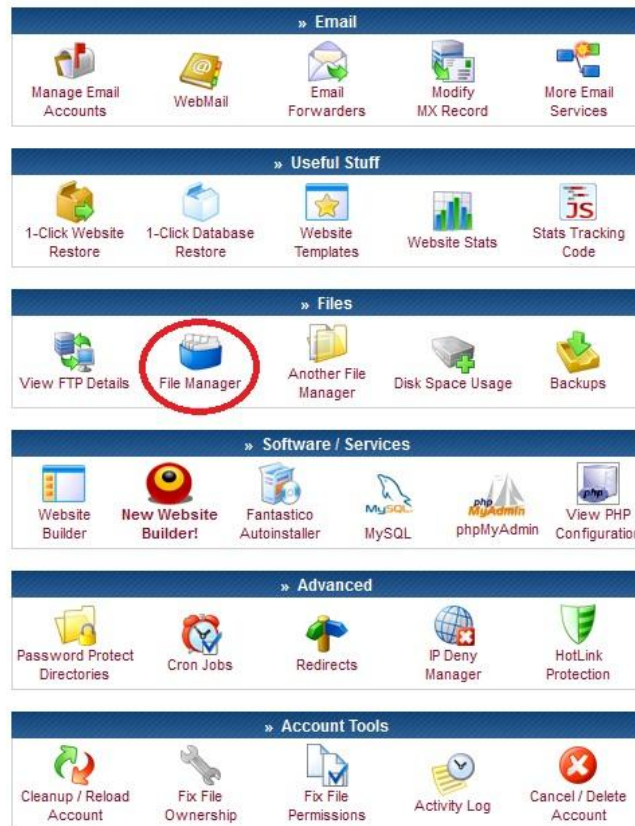 » Email
Manage Email
Accounts
WebMail
Email
Forwarders
Modify
MX Record
More Email
Services
» Useful Stuff
1-Click Website
Restore
1-Click Database
Restore
Website
Templates
Website Stats
JS
Stats Tracking
Code
» Files
View FTP Details
File Manager
Another File
Manager
Disk Space Usage
Backups
» Software / Services
Website
Builder
New Website
Builder!
Fantastico
Autoinstaller
MySQL
MySQL
php
MyAdmin
phpMyAdmin
php
View PHP
Configuration
» Advanced
Password Protect
Directories
Cron Jobs
Redirects
IP Deny
Manager
HotLink
Protection
» Account Tools
Cleanup / Reload
Account
Fix File
Ownership
Fix File
Permissions
Activity Log
Cancel / Delete
Account